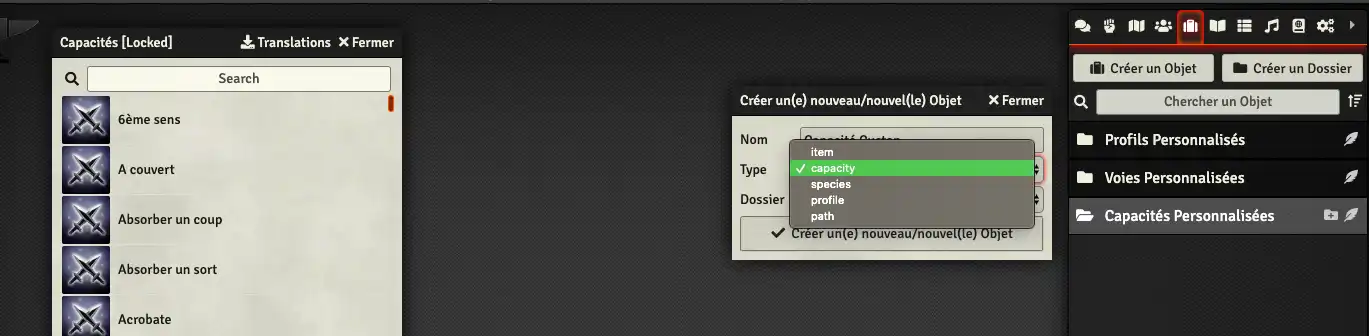 Capacités [Locked]
Translations
Fermer
Search
6ème sens
A couvert
Absorber un coup
Absorber un sort
Acrobate
Créer un(e) nouveau/nouvel(le) Objet
Fermer
Nom
Type
item
capacity
species
profile
path
Dossier
Créer un(e) nouveau/nouvel(le) Objet
Créer un Objet
Créer un Dossier
Chercher un Objet
Profils Personnalisés
Voies Personnalisées
Capacités Personnalisées